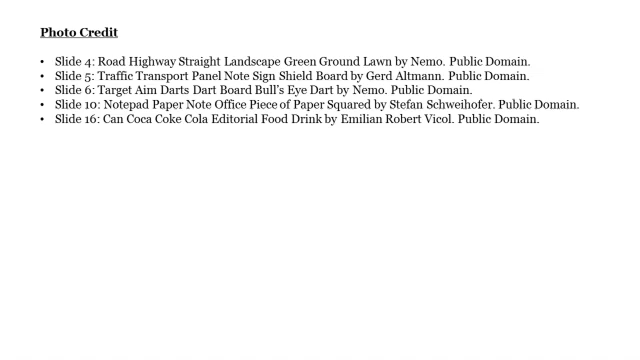 Photo Credit
• Slide 4: Road Highway Straight Landscape Green Ground Lawn by Nemo. Public Domain.
• Slide 5: Traffic Transport Panel Note Sign Shield Board by Gerd Altmann. Public Domain.
• Slide 6: Target Aim Darts Dart Board Bull’s Eye Dart by Nemo. Public Domain.
• Slide 10: Notepad Paper Note Office Piece of Paper Squared by Stefan Schweihofer. Public Domain.
• Slide 16: Can Coca Coke Cola Editorial Food Drink by Emilian Robert Vicol. Public Domain.